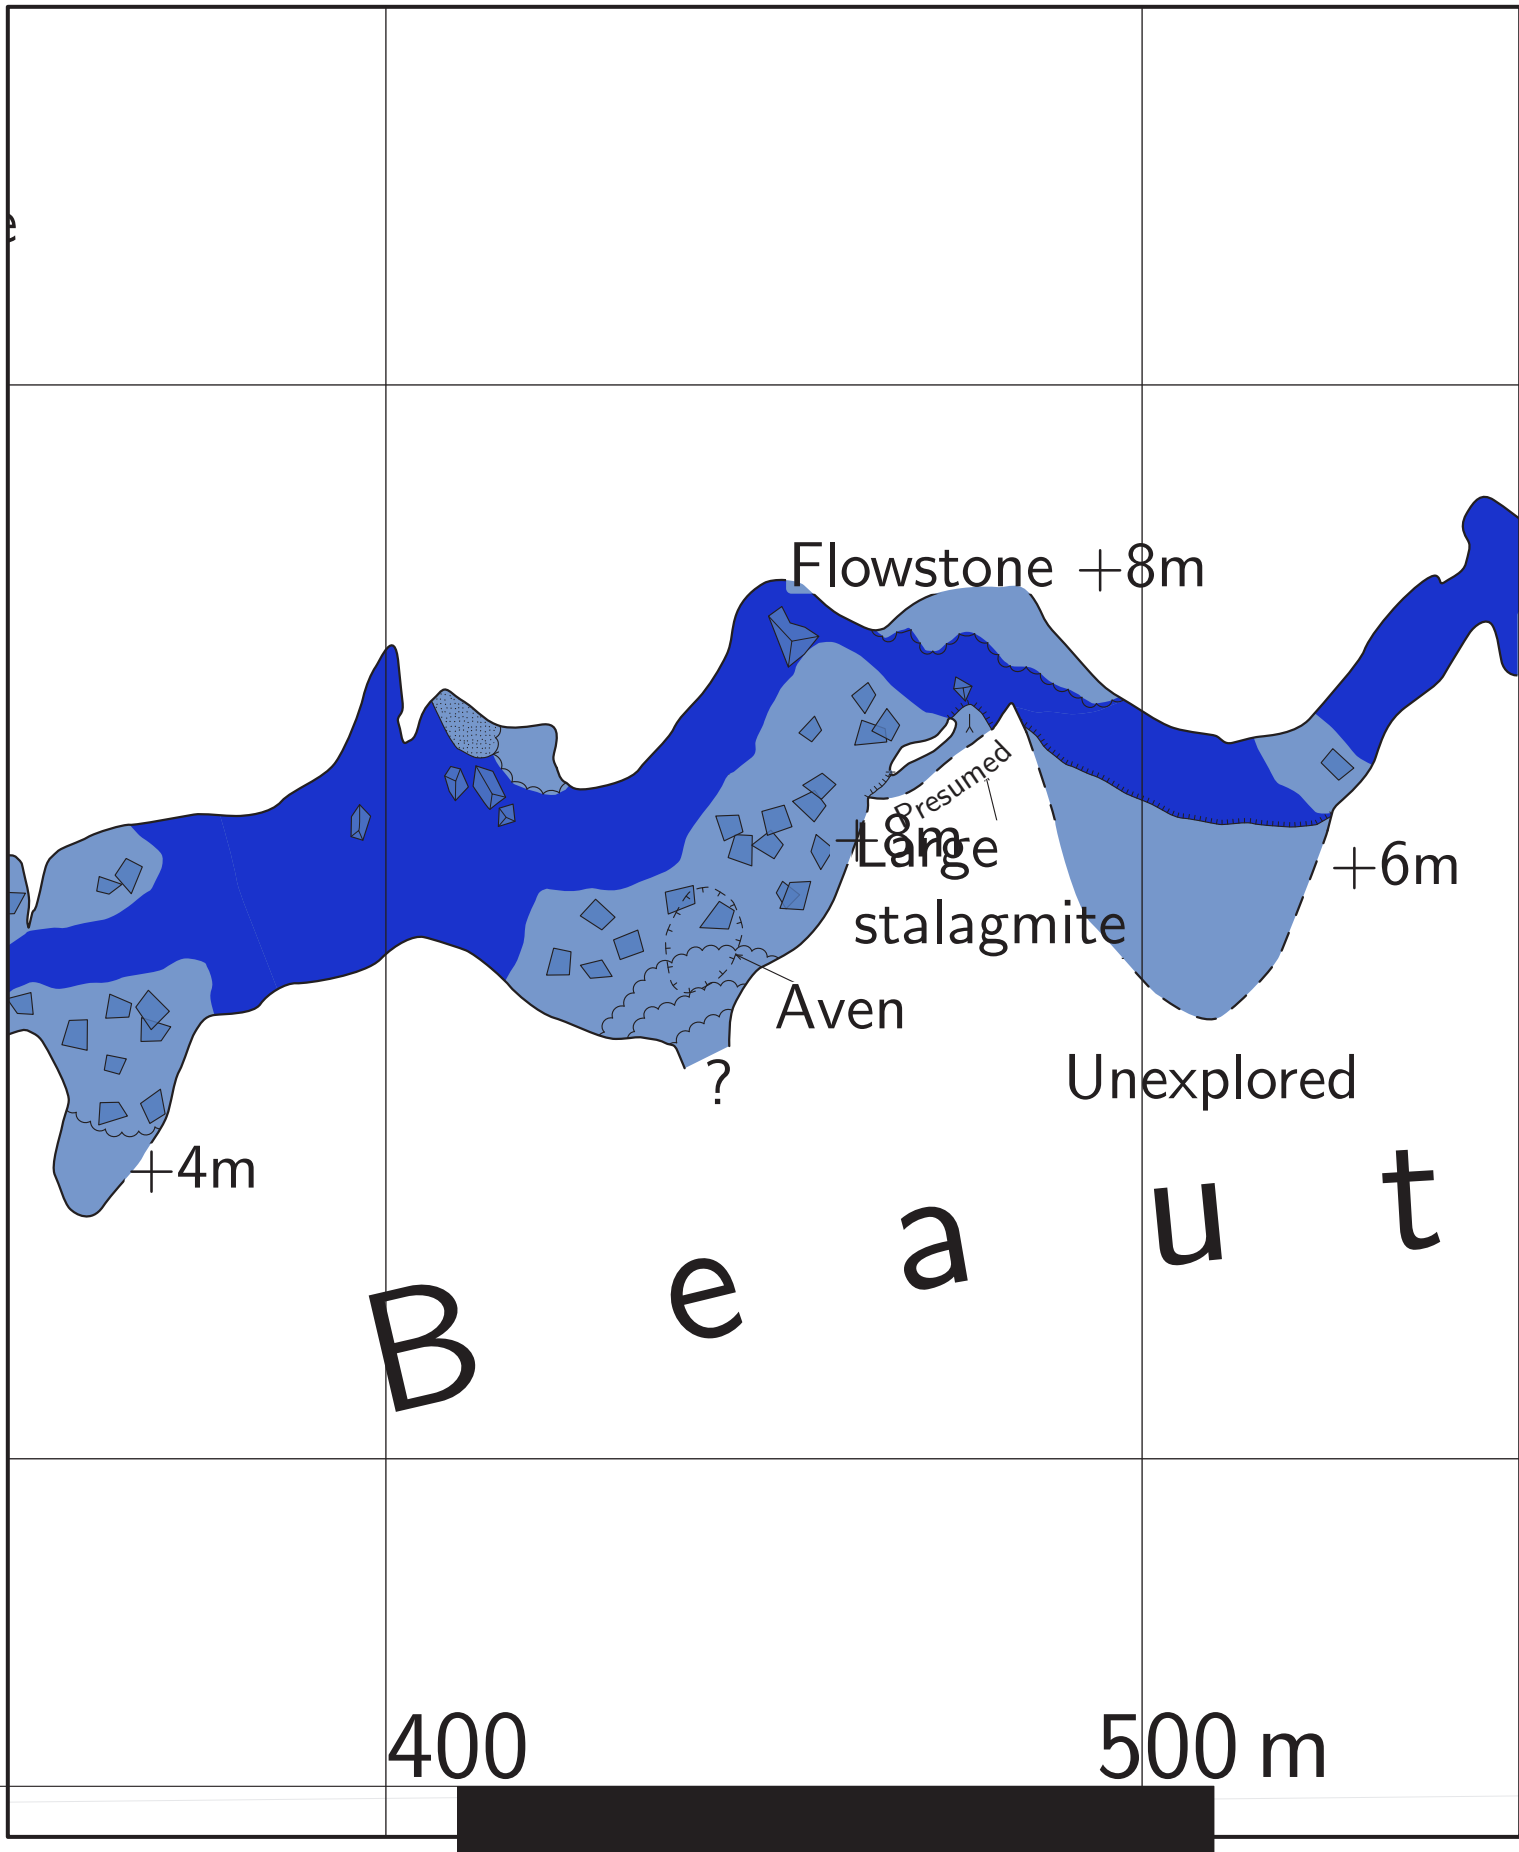 e
Flowstone +8m
Presumed
+8m
Large
stalagmite
+6m
Aven
?
Unexplored
+4m
B e a u t
400
500 m